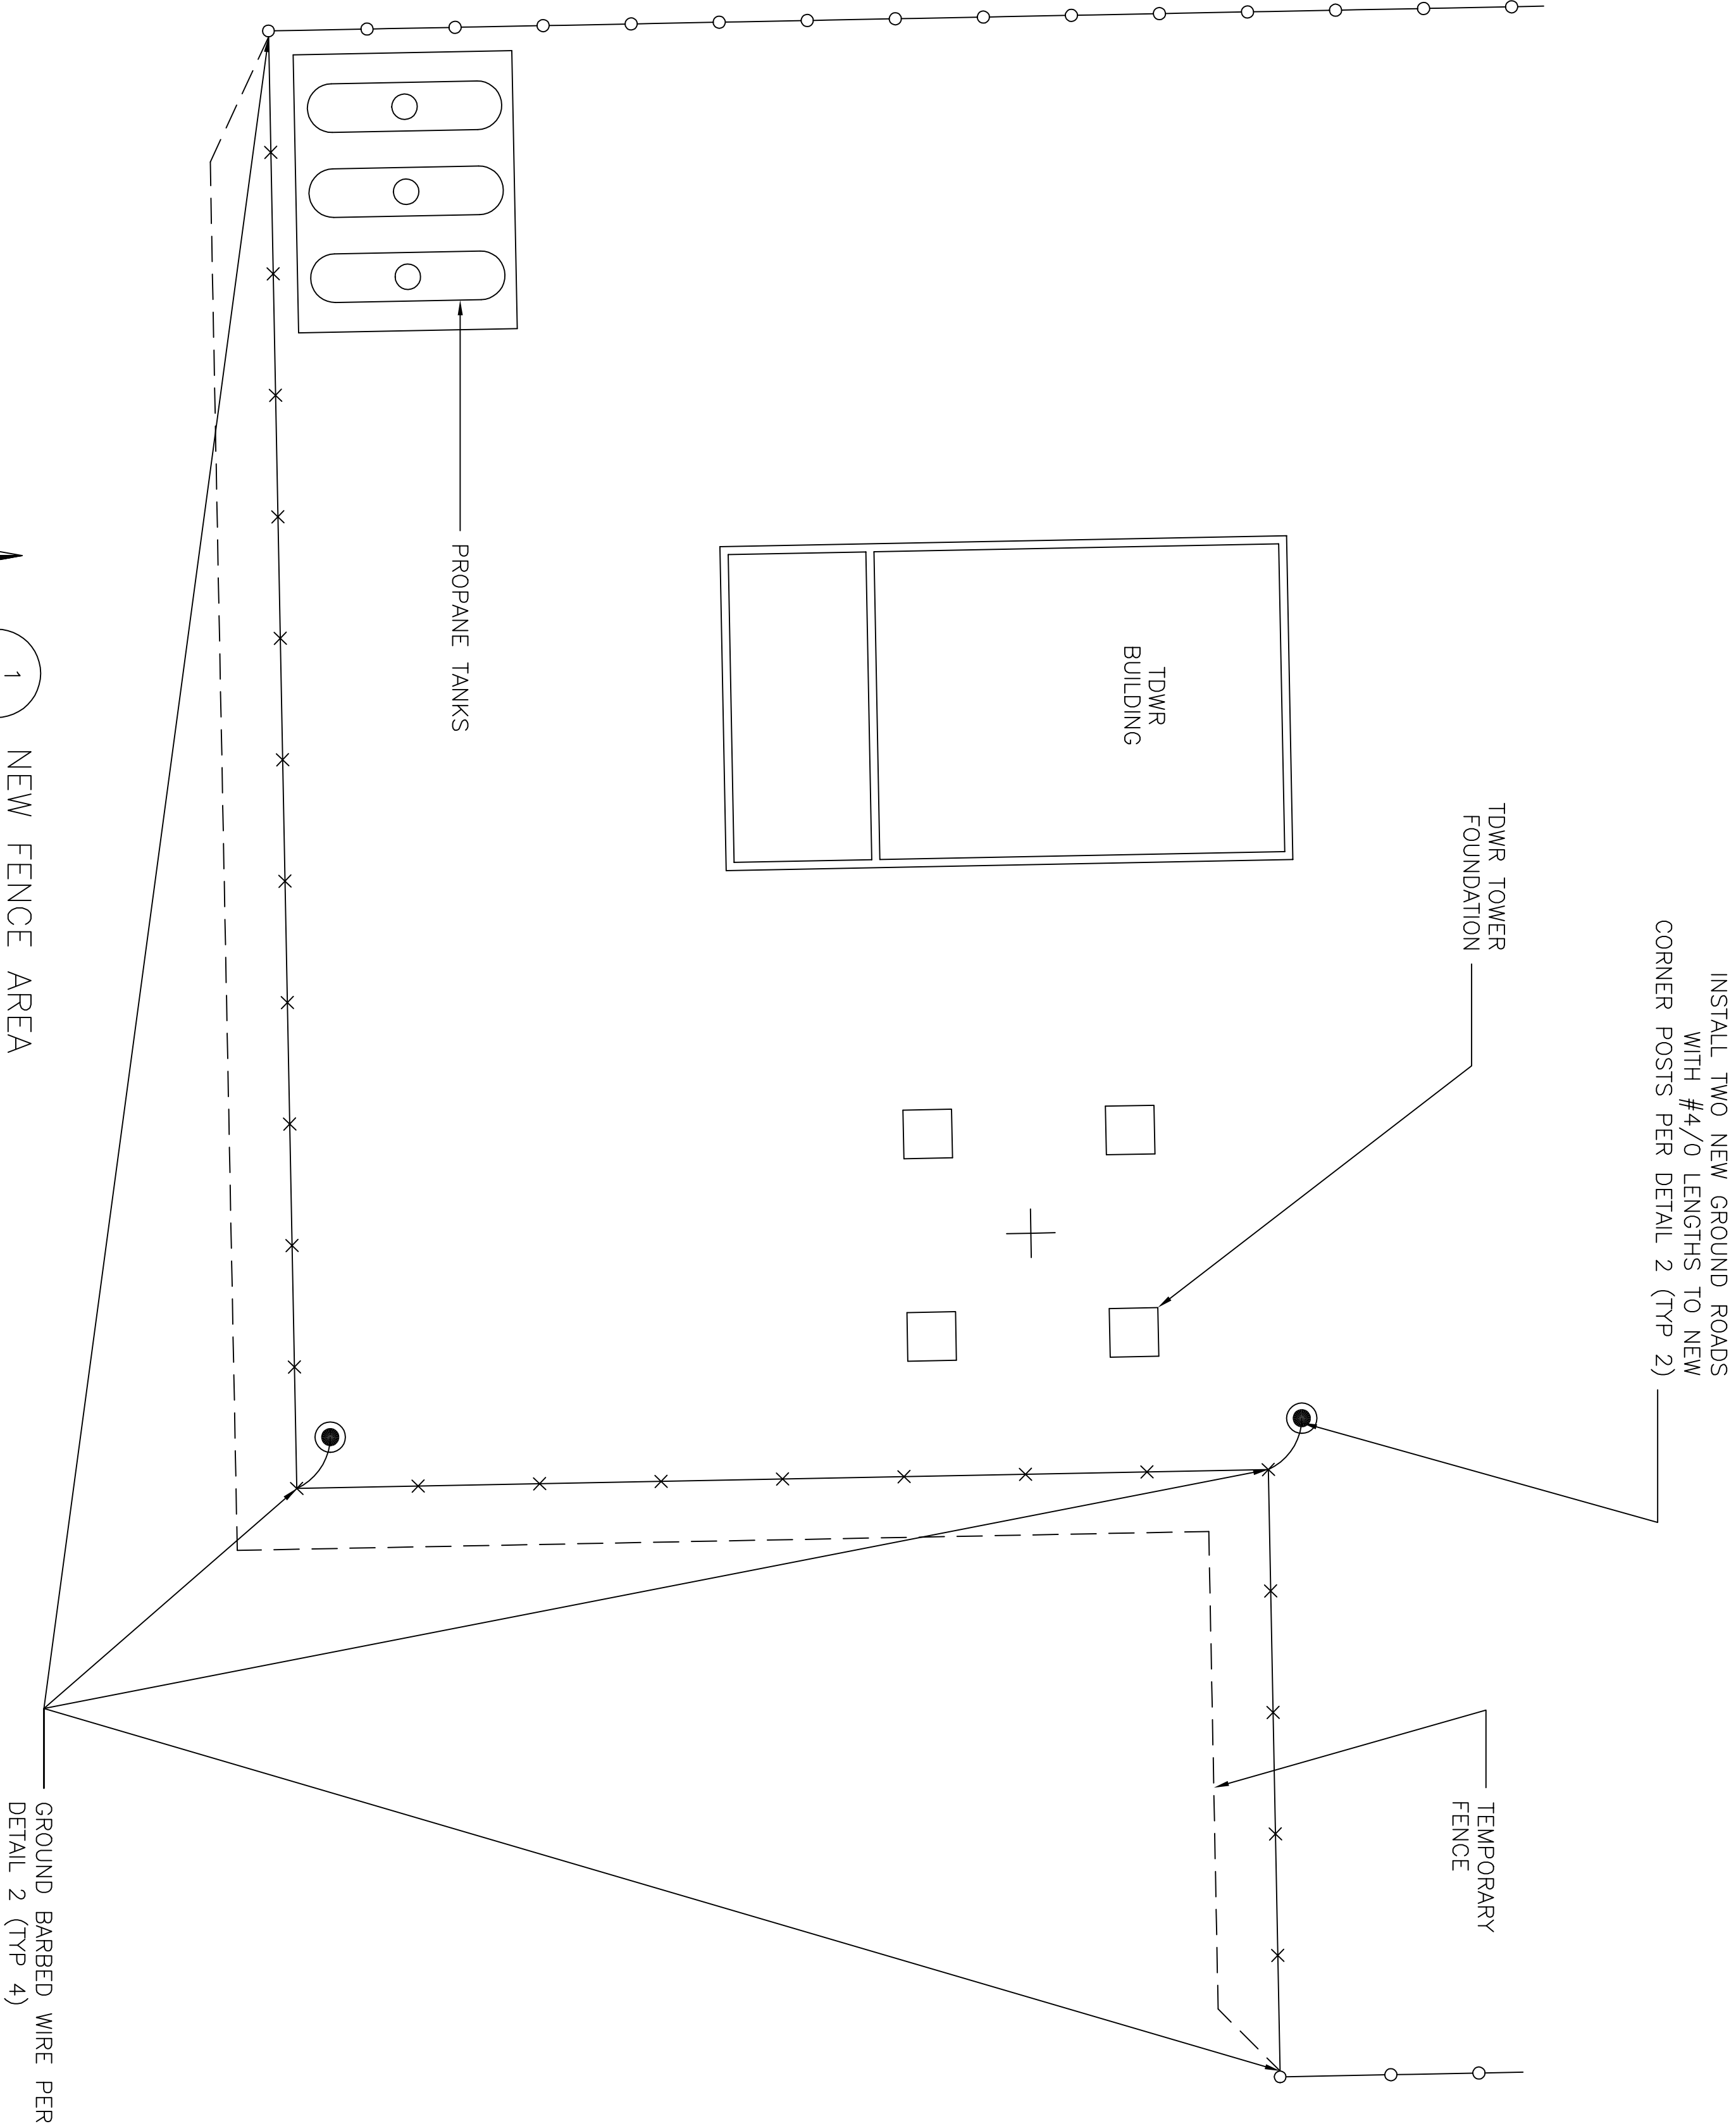 INSTALL TWO NEW GROUND ROADS
WITH #4/0 LENGTHS TO NEW
CORNER POSTS PER DETAIL 2 (TYP 2)
TDWR TOWER
FOUNDATION
TEMPORARY
FENCE
TDWR
BUILDING
PROPANE TANKS
GROUND BARBED WIRE PER
DETAIL 2 (TYP 4)
1
NEW FENCE AREA